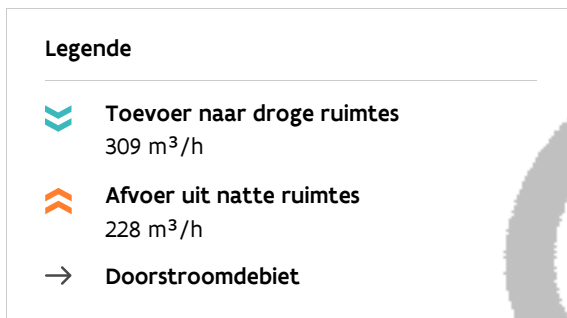 Legende
Toevoer naar droge ruimtes
309 m³/h
Afvoer uit natte ruimtes
228 m³/h
Doorstroomdebiet